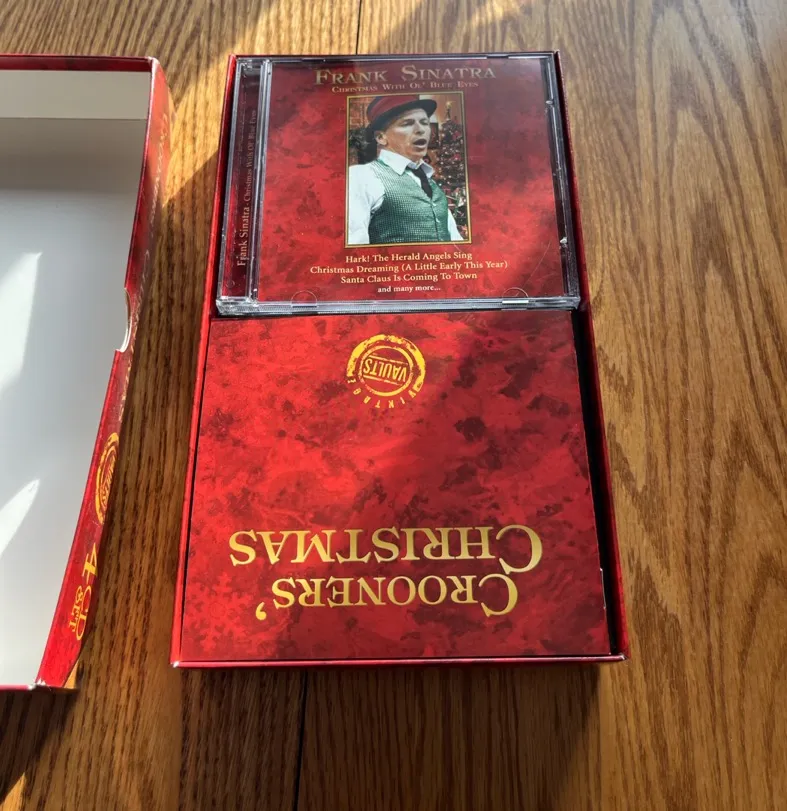 FRANK SINATRA
CHRISTMAS WITH OL' BLUE EYES
Hark! The Herald Angels Sing
Christmas Dreaming (A Little Early This Year)
Santa Claus Is Coming To Town
and many more...
Frank Sinatra · Christmas With Ol' Blue Eyes
VINTAGE
VAULTS
CROONERS'
CHRISTMAS
4 CD
SET